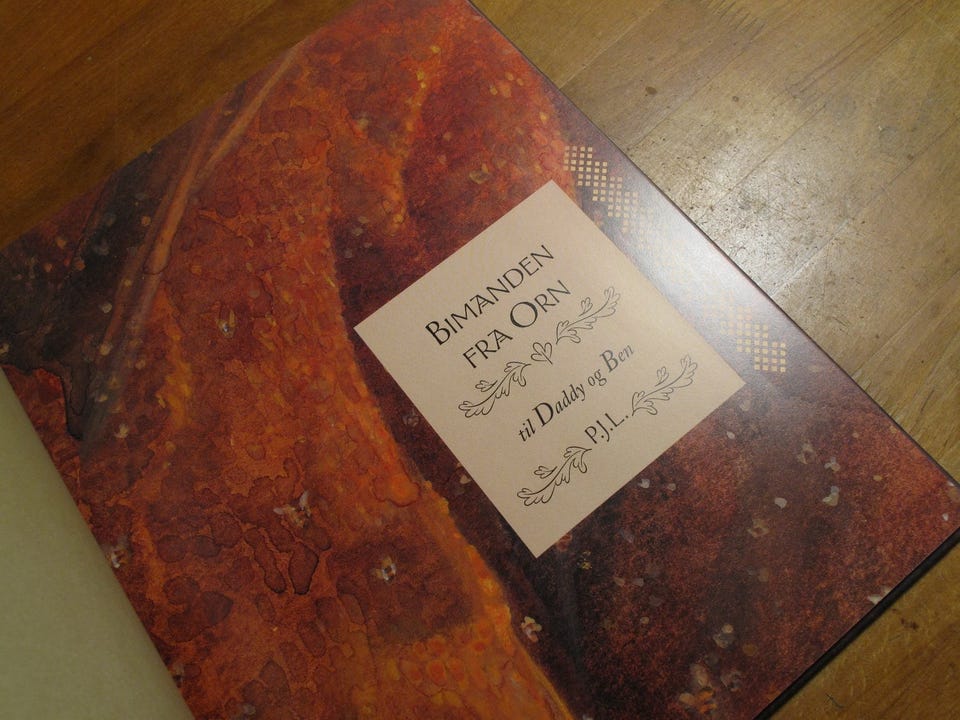 BIMANDEN
FRA ORN
til Daddy og Ben
P.J.L.